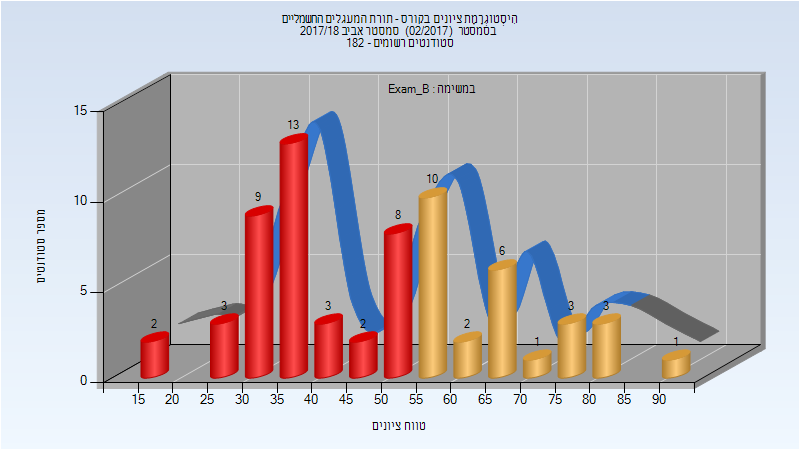 היסטוגרמת ציונים בקורס - תורת המעגלים החשמליים
בסמסטר (02/2017) סמסטר אביב 2017/18
סטודנטים רשומים - 182
במשימה : Exam_B
מספר סטודנטים
15
10
5
0
2
3
9
13
3
2
8
10
2
6
1
3
3
1
15 20 25 30 35 40 45 50 55 60 65 70 75 80 85 90
טווח ציונים